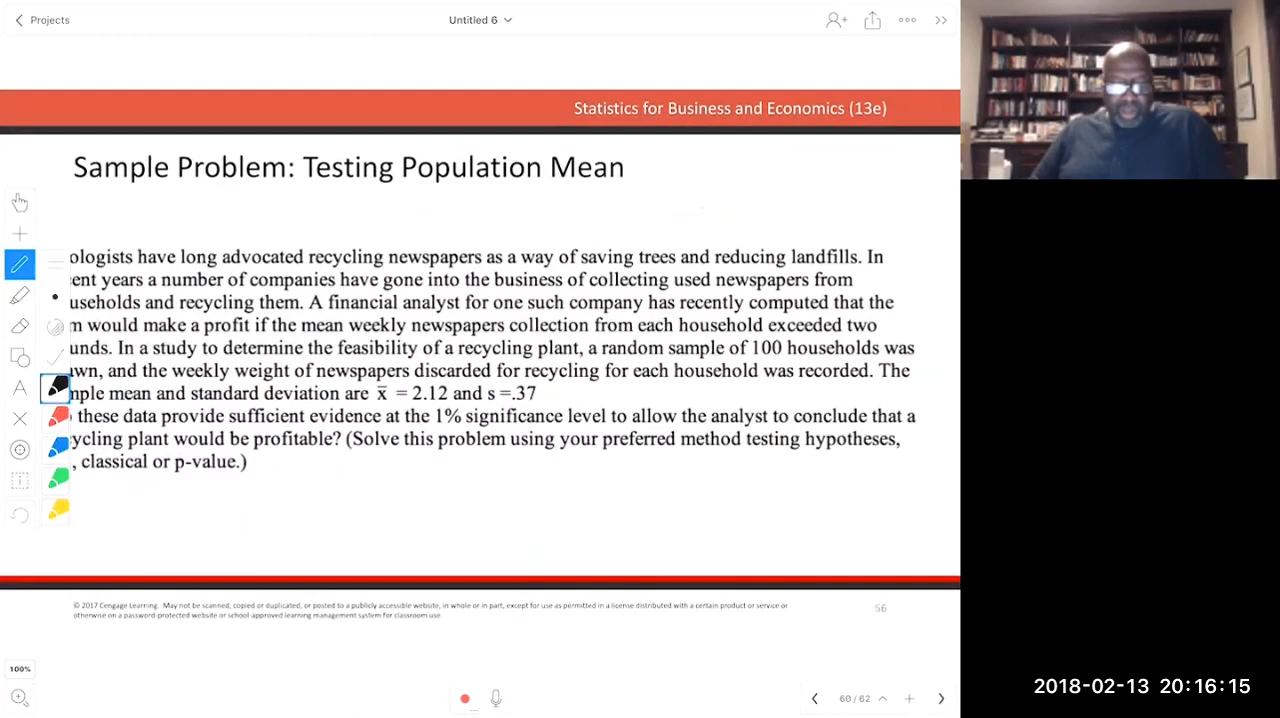 Projects
Untitled 6
Statistics for Business and Economics (13e)
Sample Problem: Testing Population Mean
ologists have long advocated recycling newspapers as a way of saving trees and reducing landfills. In
ent years a number of companies have gone into the business of collecting used newspapers from
useholds and recycling them. A financial analyst for one such company has recently computed that the
m would make a profit if the mean weekly newspapers collection from each household exceeded two
unds. In a study to determine the feasibility of a recycling plant, a random sample of 100 households was
wn, and the weekly weight of newspapers discarded for recycling for each household was recorded. The
mple mean and standard deviation are x̄ = 2.12 and s =.37
these data provide sufficient evidence at the 1% significance level to allow the analyst to conclude that a
ycling plant would be profitable? (Solve this problem using your preferred method testing hypotheses,
, classical or p-value.)
© 2017 Cengage Learning. May not be scanned, copied or duplicated, or posted to a publicly accessible website, in whole or in part, except for use as permitted in a license distributed with a certain product or service or
otherwise on a password-protected website or school-approved learning management system for classroom use.
56
100%
60/62
2018-02-13 20:16:15